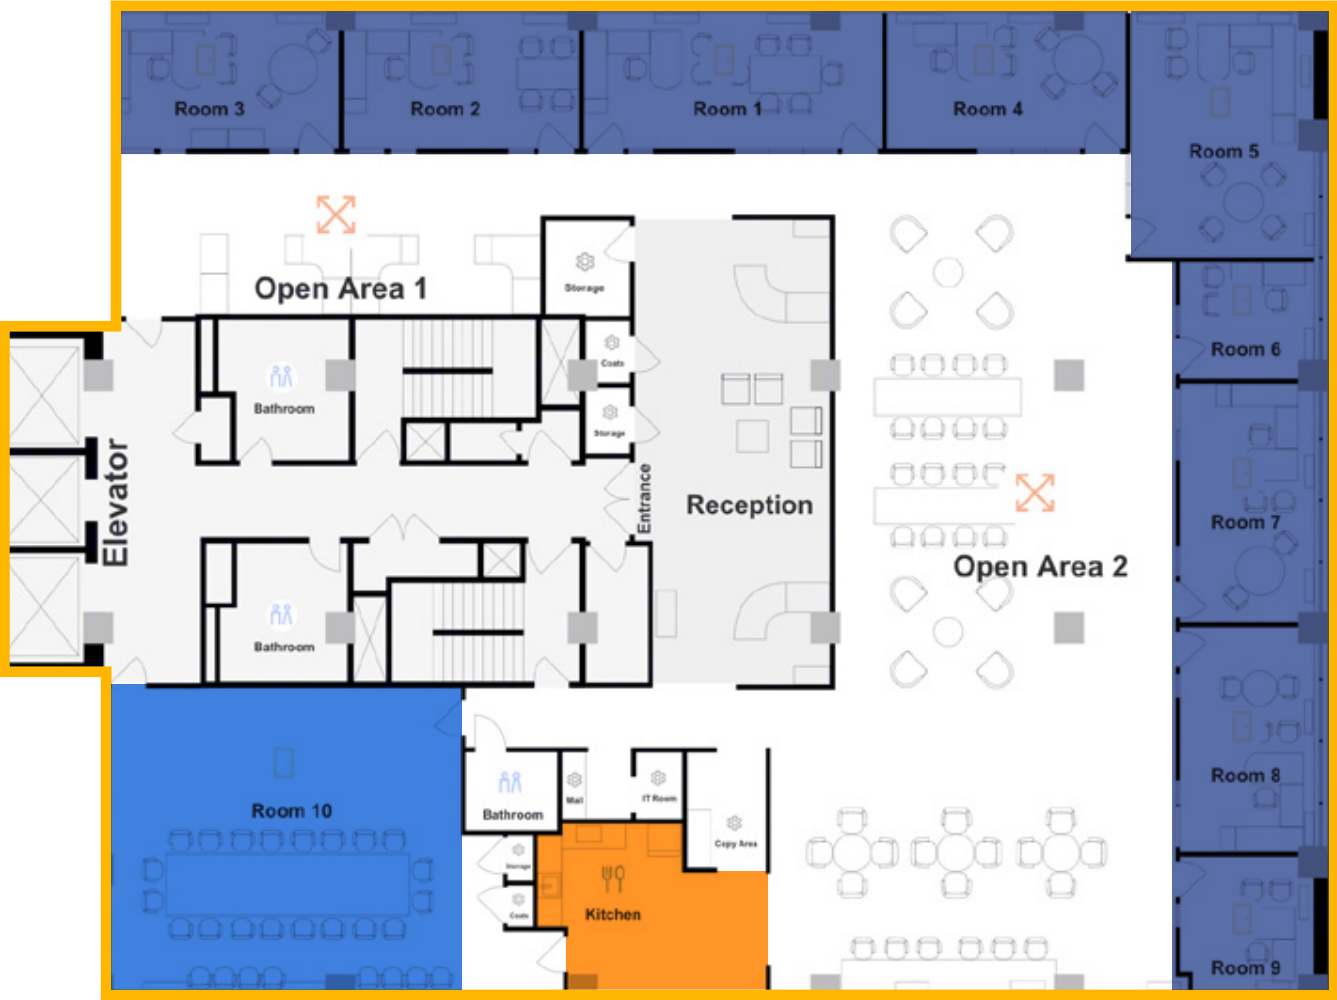 Room 3
Room 2
Room 1
Room 4
Room 5
Open Area 1
Storage
Room 6
Coats
Bathroom
Storage
Elevator
Entrance
Reception
Room 7
Open Area 2
Bathroom
Room 8
Room 10
Bathroom
Mail
IT Room
Copy Area
Storage
Coats
Kitchen
Room 9